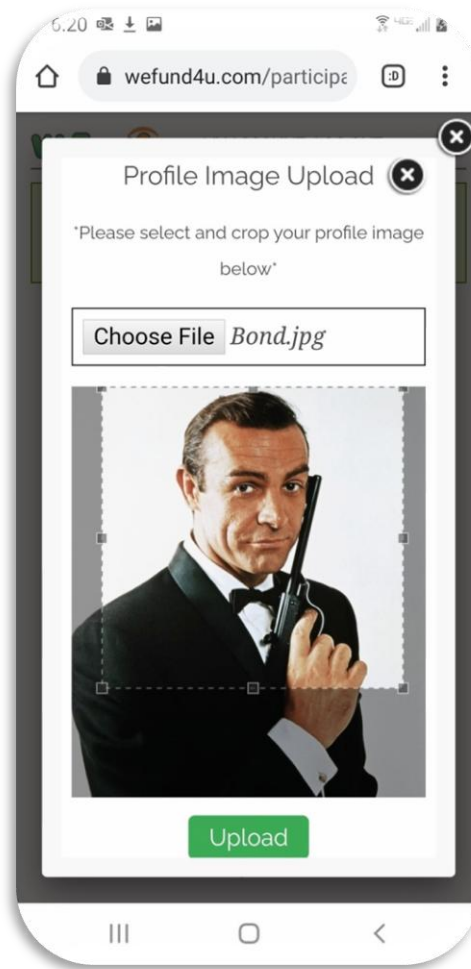 6.20
wefund4u.com/participa
:D
Profile Image Upload
*Please select and crop your profile image
below*
Choose File Bond.jpg
Upload